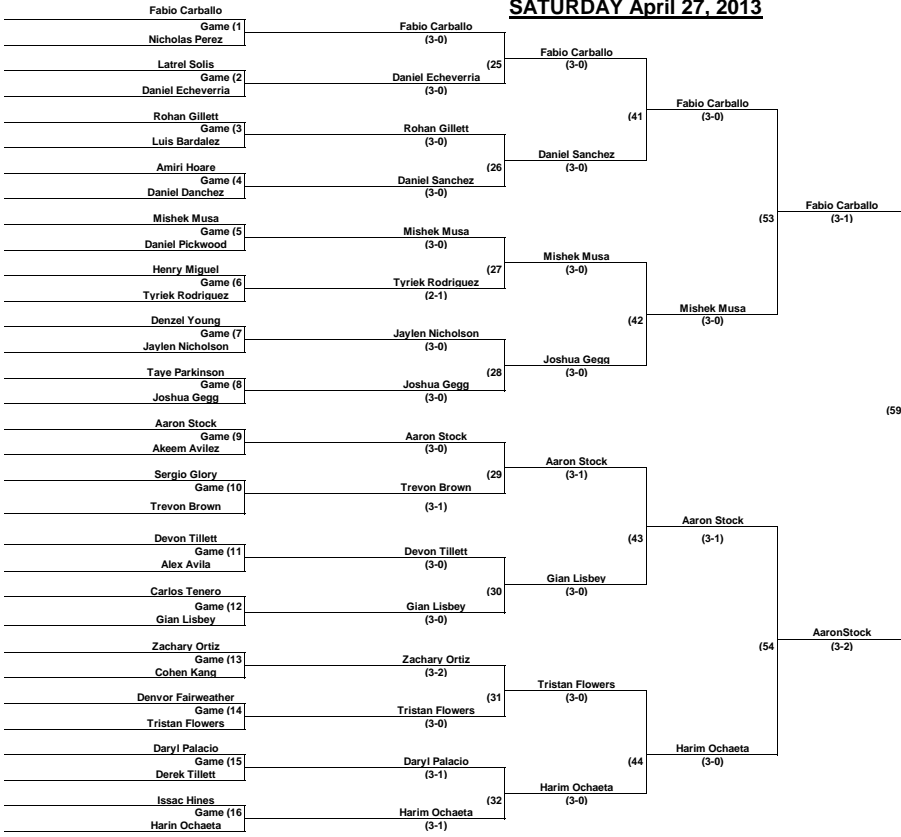 SATURDAY April 27, 2013
Fabio Carballo
Game (1
Nicholas Perez
Latrel Solis
Game (2
Daniel Echeverria
Rohan Gillett
Game (3
Luis Bardalez
Amiri Hoare
Game (4
Daniel Danchez
Mishek Musa
Game (5
Daniel Pickwood
Henry Miguel
Game (6
Tyriek Rodriguez
Denzel Young
Game (7
Jaylen Nicholson
Taye Parkinson
Game (8
Joshua Gegg
Aaron Stock
Game (9
Akeem Avilez
Sergio Glory
Game (10
Trevon Brown
Devon Tillett
Game (11
Alex Avila
Carlos Tenero
Game (12
Gian Lisbey
Zachary Ortiz
Game (13
Cohen Kang
Denvor Fairweather
Game (14
Tristan Flowers
Daryl Palacio
Game (15
Derek Tillett
Issac Hines
Game (16
Harin Ochaeta
Fabio Carballo
(3-0)
(25
Daniel Echeverria
(3-0)
Rohan Gillett
(3-0)
(26
Daniel Sanchez
(3-0)
Mishek Musa
(3-0)
(27
Tyriek Rodriguez
(2-1)
Jaylen Nicholson
(3-0)
(28
Joshua Gegg
(3-0)
Aaron Stock
(3-0)
(29
Trevon Brown
(3-1)
Devon Tillett
(3-0)
(30
Gian Lisbey
(3-0)
Zachary Ortiz
(3-2)
(31
Tristan Flowers
(3-0)
Daryl Palacio
(3-1)
(32
Harim Ochaeta
(3-1)
Fabio Carballo
(3-0)
(41
Daniel Sanchez
(3-0)
Mishek Musa
(3-0)
(42
Joshua Gegg
(3-0)
Aaron Stock
(3-1)
(43
Gian Lisbey
(3-0)
Tristan Flowers
(3-0)
(44
Harim Ochaeta
(3-0)
Fabio Carballo
(3-0)
(53
Mishek Musa
(3-0)
Aaron Stock
(3-1)
(54
Harim Ochaeta
(3-0)
Fabio Carballo
(3-1)
(59
AaronStock
(3-2)